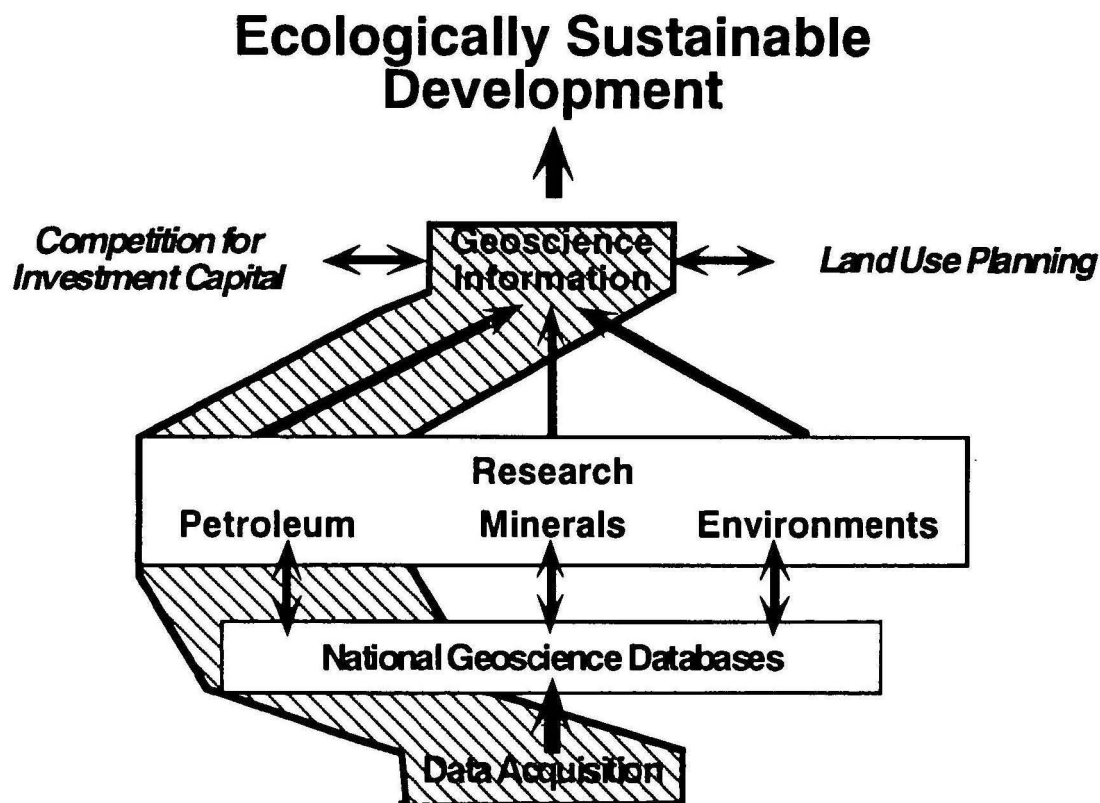 Ecologically Sustainable
Development
Competition for
Investment Capital
Geoscience
information
Land Use Planning
Research
Petroleum Minerals Environments
National Geoscience Databases
Data Acquisition